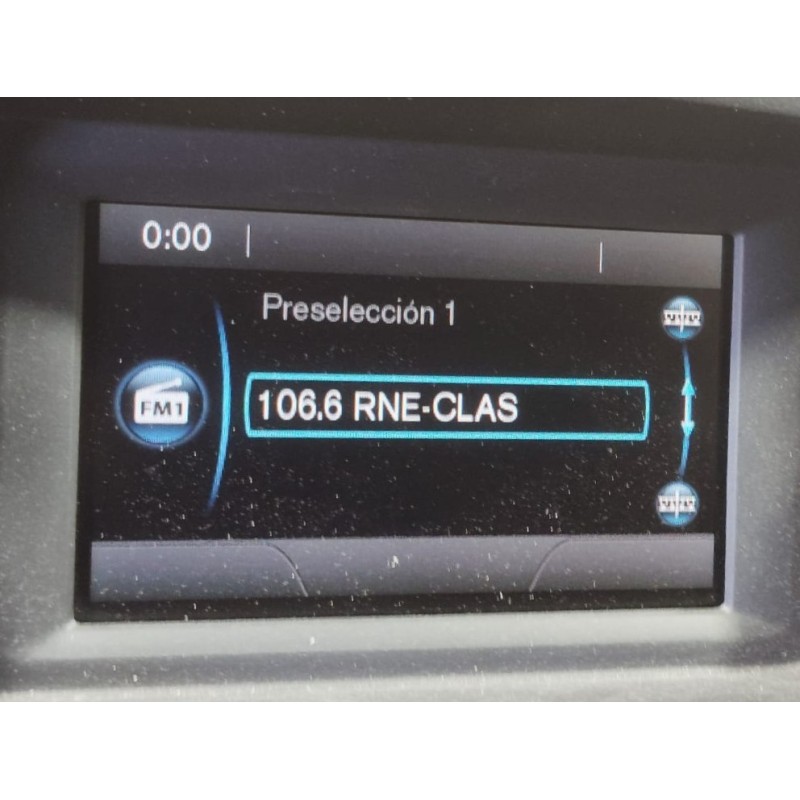 0:00
Preselección 1
FM1
106.6 RNE-CLAS